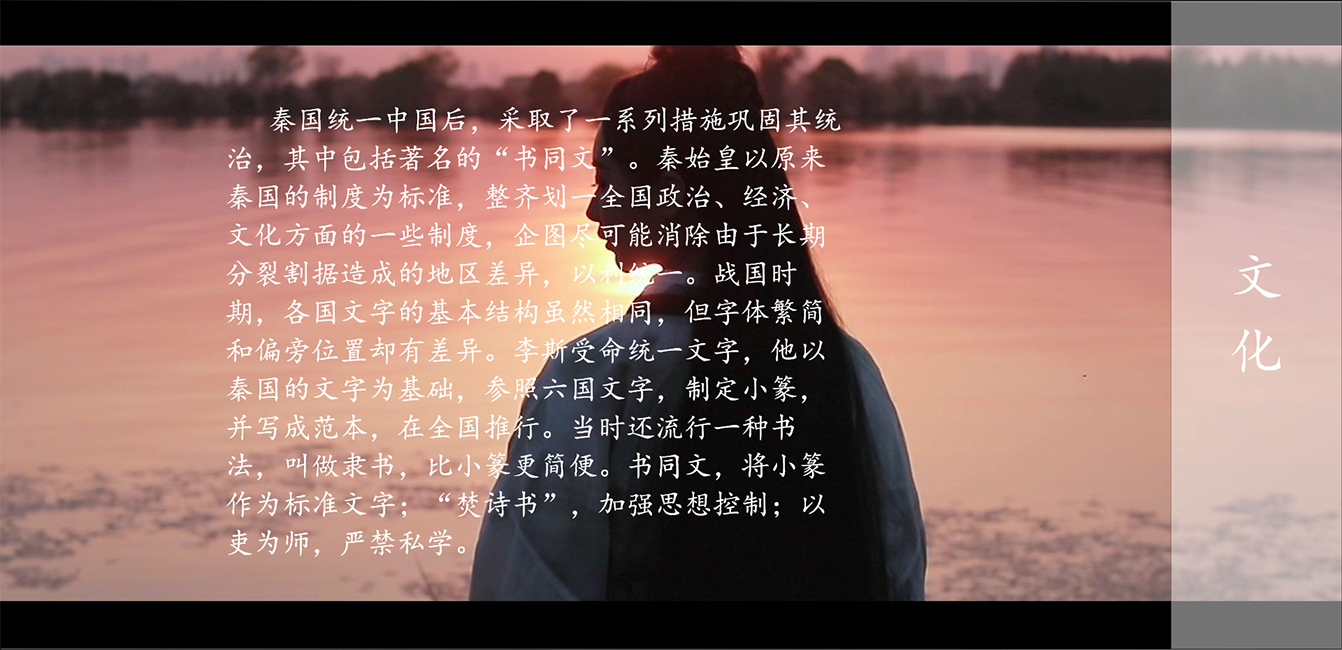 秦国统一中国后，采取了一系列措施巩固其统
治，其中包括著名的“书同文”。秦始皇以原来
秦国的制度为标准，整齐划一全国政治、经济、
文化方面的一些制度，企图尽可能消除由于长期
分裂割据造成的地区差异，以利统一。战国时
期，各国文字的基本结构虽然相同，但字体繁简
和偏旁位置却有差异。李斯受命统一文字，他以
秦国的文字为基础，参照六国文字，制定小篆，
并写成范本，在全国推行。当时还流行一种书
法，叫做隶书，比小篆更简便。书同文，将小篆
作为标准文字；“焚诗书”，加强思想控制；以
吏为师，严禁私学。
文化